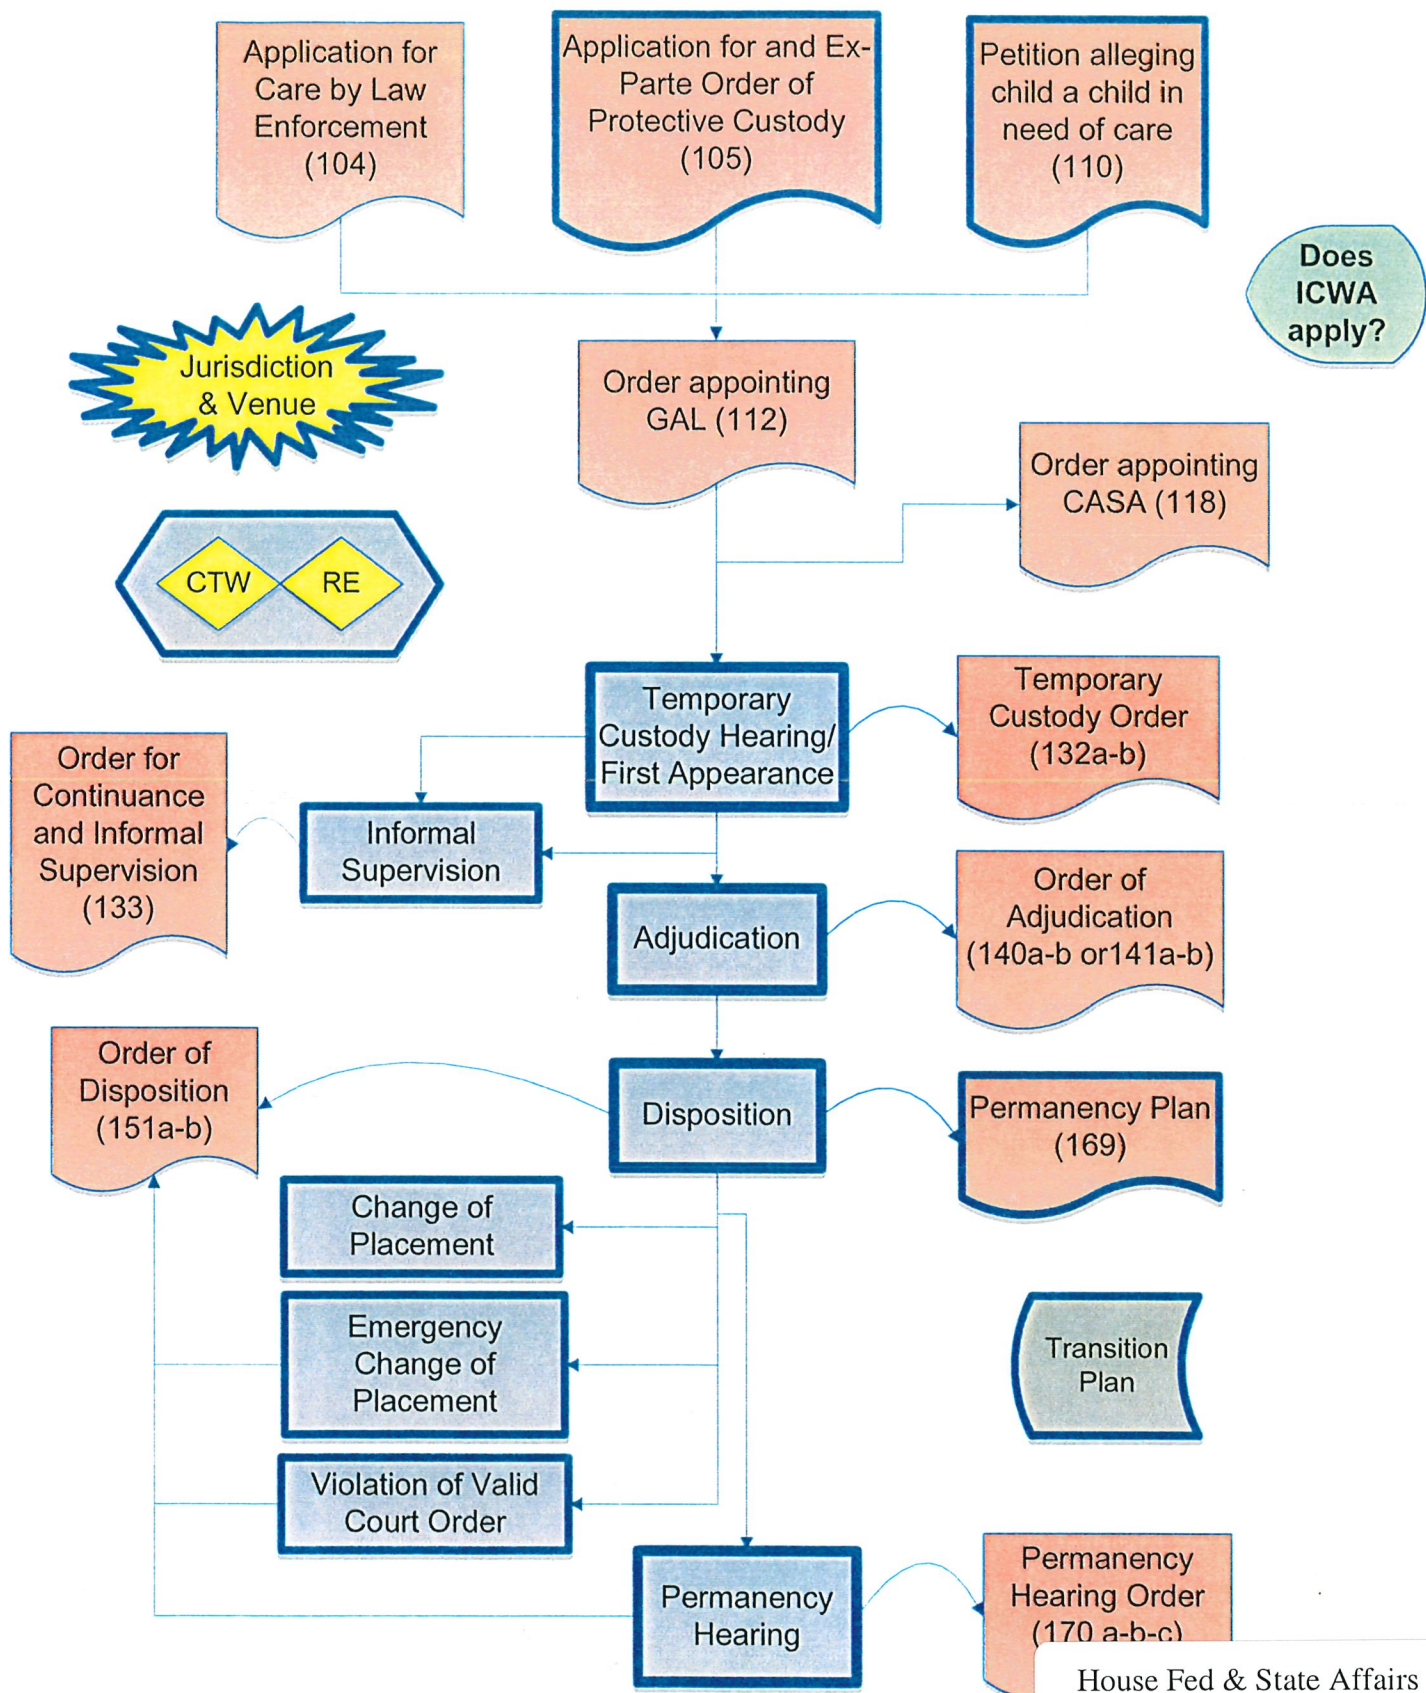 Application for
Care by Law
Enforcement
(104)
Application for and Ex-
Parte Order of
Protective Custody
(105)
Petition alleging
child a child in
need of care
(110)
Does
ICWA
apply?
Jurisdiction
& Venue
Order appointing
GAL (112)
Order appointing
CASA (118)
CTW
RE
Temporary
Custody Hearing/
First Appearance
Temporary
Custody Order
(132a-b)
Order for
Continuance
and Informal
Supervision
(133)
Informal
Supervision
Adjudication
Order of
Adjudication
(140a-b or141a-b)
Order of
Disposition
(151a-b)
Disposition
Permanency Plan
(169)
Change of
Placement
Emergency
Change of
Placement
Transition
Plan
Violation of Valid
Court Order
Permanency
Hearing
Permanency
Hearing Order
(170 a-b-c)
House Fed & State Affairs